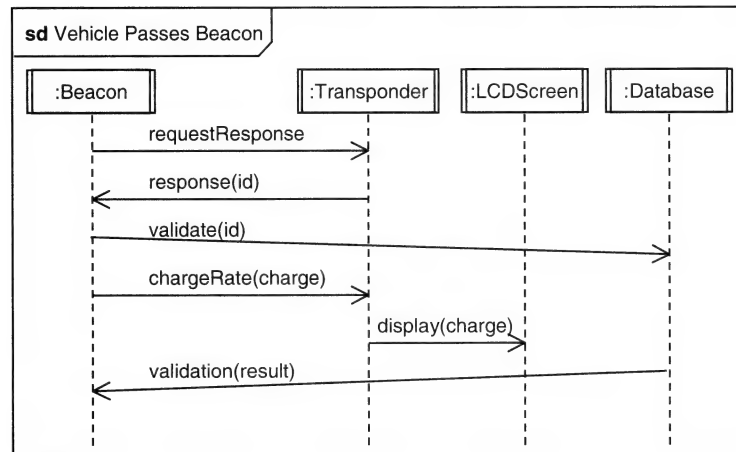 sd Vehicle Passes Beacon
:Beacon
:Transponder
:LCDScreen
:Database
requestResponse
response(id)
validate(id)
chargeRate(charge)
display(charge)
validation(result)